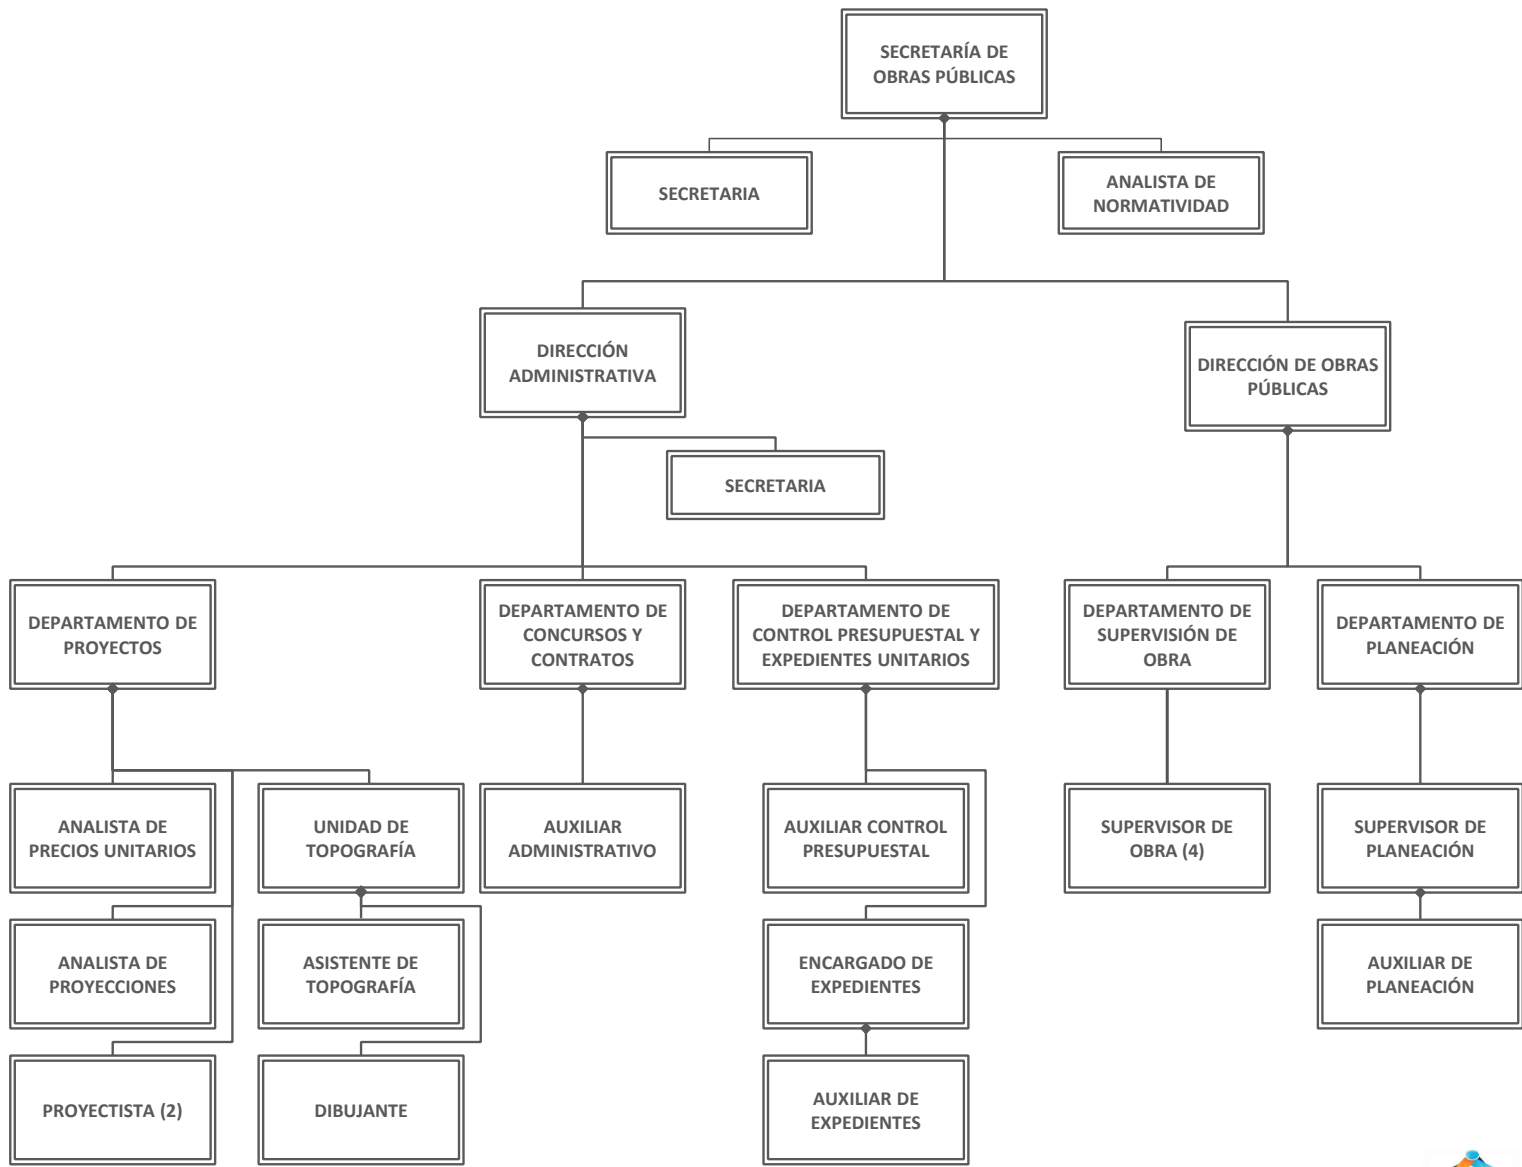 SECRETARÍA DE
OBRAS PÚBLICAS
SECRETARIA
ANALISTA DE
NORMATIVIDAD
DIRECCIÓN
ADMINISTRATIVA
DIRECCIÓN DE OBRAS
PÚBLICAS
SECRETARIA
DEPARTAMENTO DE
PROYECTOS
DEPARTAMENTO DE
CONCURSOS Y
CONTRATOS
DEPARTAMENTO DE
CONTROL PRESUPUESTAL Y
EXPEDIENTES UNITARIOS
DEPARTAMENTO DE
SUPERVISIÓN DE
OBRA
DEPARTAMENTO DE
PLANEACIÓN
ANALISTA DE
PRECIOS UNITARIOS
UNIDAD DE
TOPOGRAFÍA
AUXILIAR
ADMINISTRATIVO
AUXILIAR CONTROL
PRESUPUESTAL
SUPERVISOR DE
OBRA (4)
SUPERVISOR DE
PLANEACIÓN
ANALISTA DE
PROYECCIONES
ASISTENTE DE
TOPOGRAFÍA
ENCARGADO DE
EXPEDIENTES
AUXILIAR DE
PLANEACIÓN
PROYECTISTA (2)
DIBUJANTE
AUXILIAR DE
EXPEDIENTES